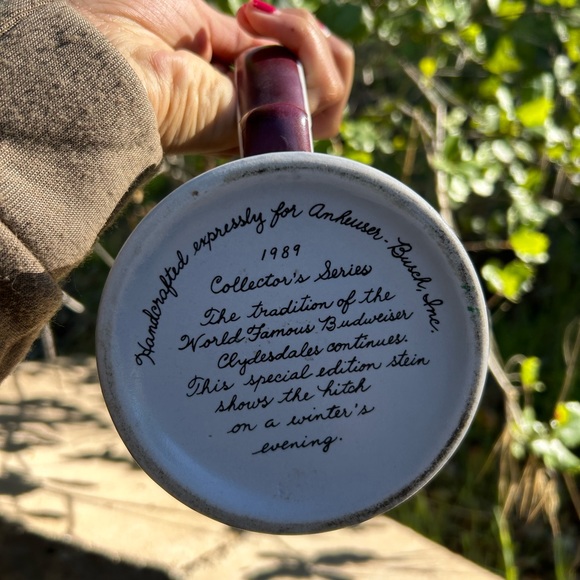 Handcrafted expressly for Anheuser-Busch, Inc.
1989
Collector's Series
The tradition of the
World Famous Budweiser
Clydesdales continues.
This special edition stein
shows the hitch
on a winter's
evening.